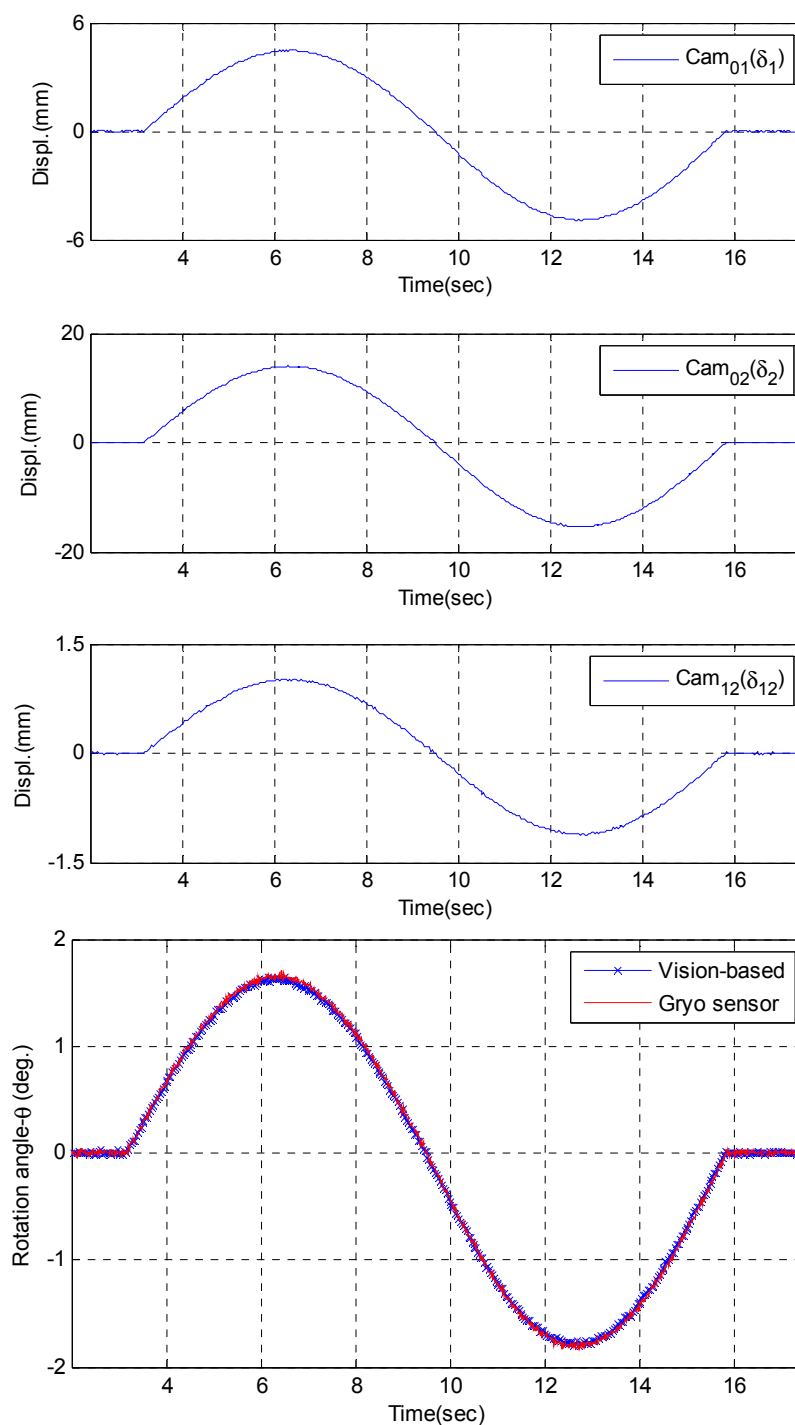 6
Cam01(δ1)
Displ.(mm)
0
-6
4 6 8 10 12 14 16
Time(sec)
20
Cam02(δ2)
Displ.(mm)
0
-20
4 6 8 10 12 14 16
Time(sec)
1.5
Cam12(δ12)
Displ.(mm)
0
-1.5
4 6 8 10 12 14 16
Time(sec)
2
Vision-based
Gryo sensor
1
Rotation angle-θ (deg.)
0
-1
-2
4 6 8 10 12 14 16
Time(sec)